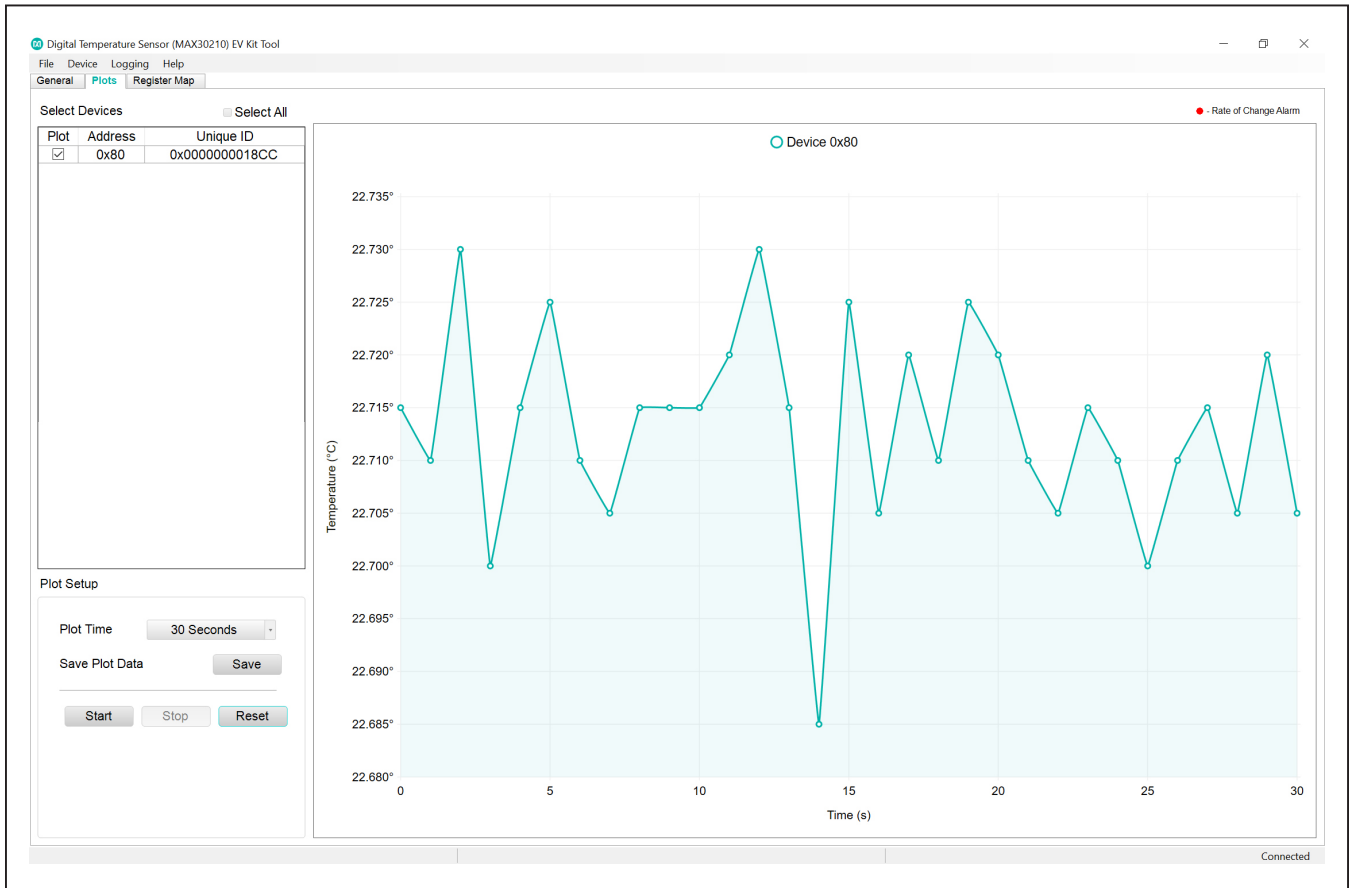 Digital Temperature Sensor (MAX30210) EV Kit Tool
File Device Logging Help
General Plots Register Map
Select Devices Select All
Plot Address Unique ID
0x80 0x0000000018CC
- Rate of Change Alarm
Device 0x80
22.735°
22.730°
22.725°
22.720°
22.715°
22.710°
22.705°
22.700°
22.695°
22.690°
22.685°
22.680°
Temperature (°C)
0 5 10 15 20 25 30
Time (s)
Plot Setup
Plot Time 30 Seconds
Save Plot Data Save
Start Stop Reset
Connected